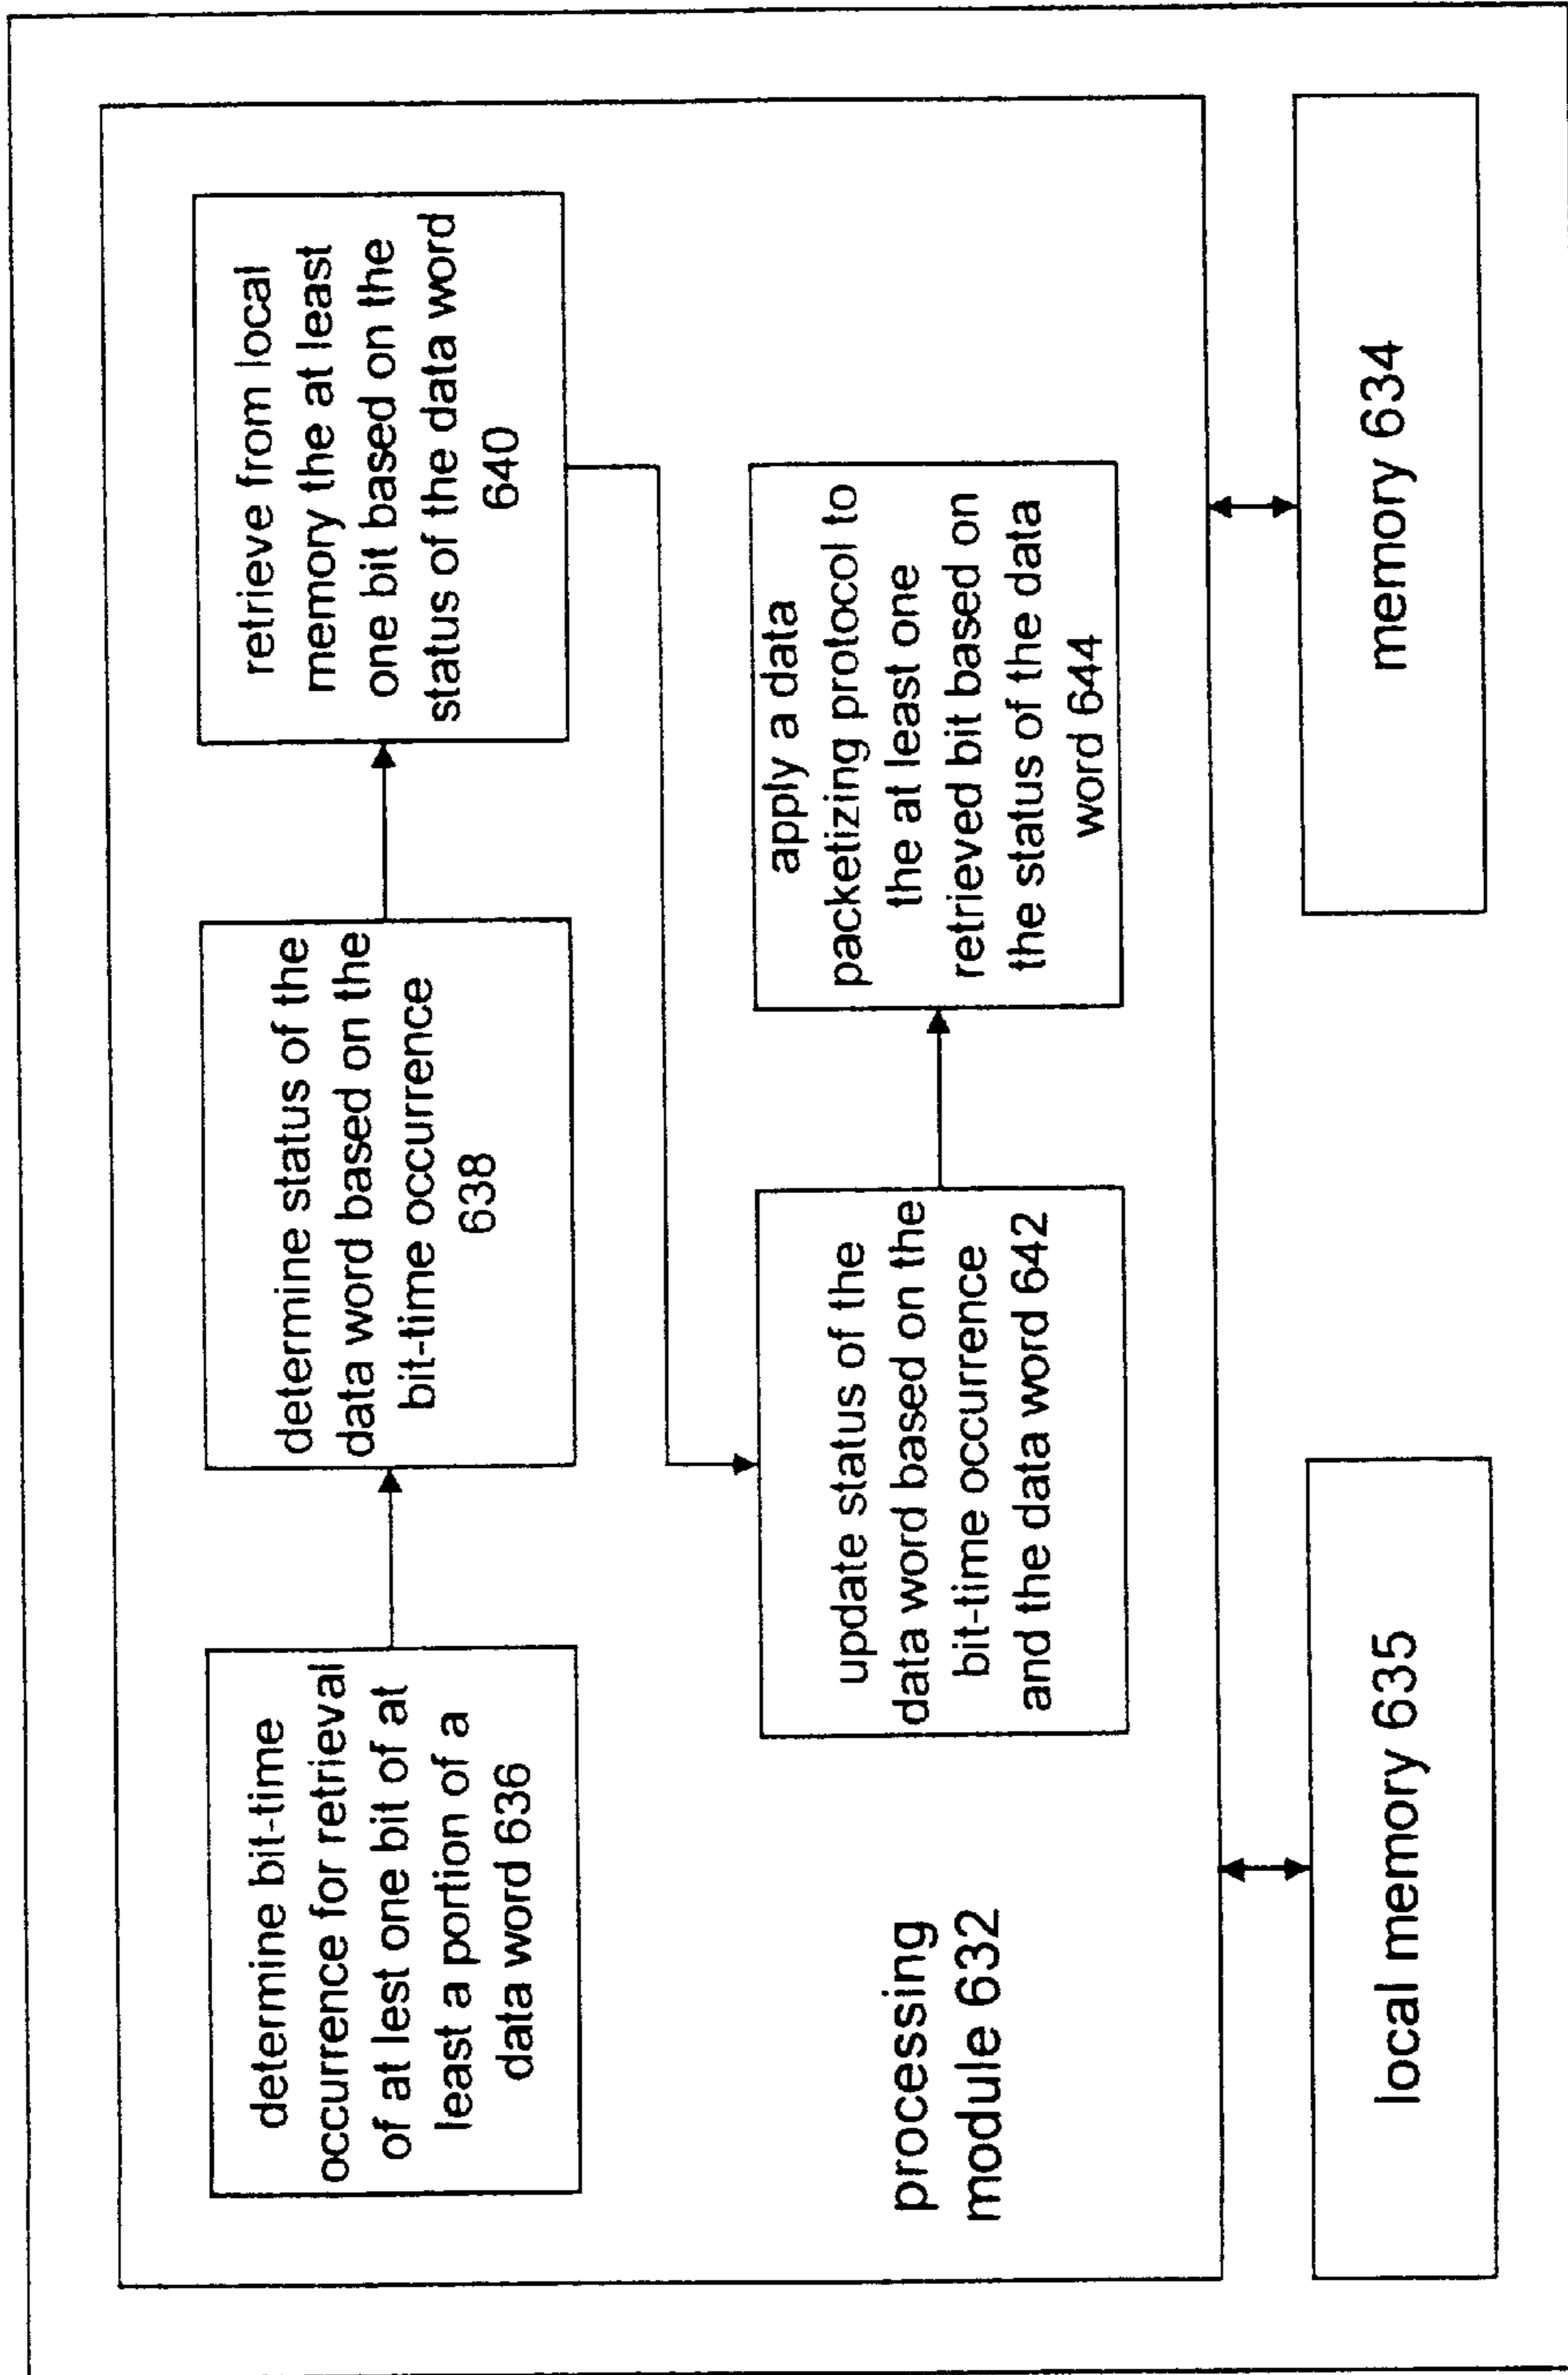 determine bit-time
occurrence for retrieval
of at lest one bit of at
least a portion of a
data word 636
determine status of the
data word based on the
bit-time occurrence
638
retrieve from local
memory the at least
one bit based on the
status of the data word
640
update status of the
data word based on the
bit-time occurrence
and the data word 642
apply a data
packetizing protocol to
the at least one
retrieved bit based on
the status of the data
word 644
processing
module 632
local memory 635
memory 634